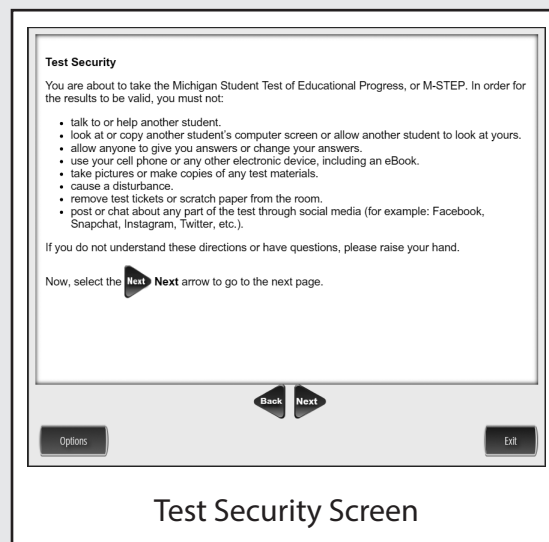 Test Security
You are about to take the Michigan Student Test of Educational Progress, or M-STEP. In order for
the results to be valid, you must not:
• talk to or help another student.
• look at or copy another student's computer screen or allow another student to look at yours.
• allow anyone to give you answers or change your answers.
• use your cell phone or any other electronic device, including an eBook.
• take pictures or make copies of any test materials.
• cause a disturbance.
• remove test tickets or scratch paper from the room.
• post or chat about any part of the test through social media (for example: Facebook,
Snapchat, Instagram, Twitter, etc.).
If you do not understand these directions or have questions, please raise your hand.
Now, select the Next Next arrow to go to the next page.
Back Next
Options Exit
Test Security Screen